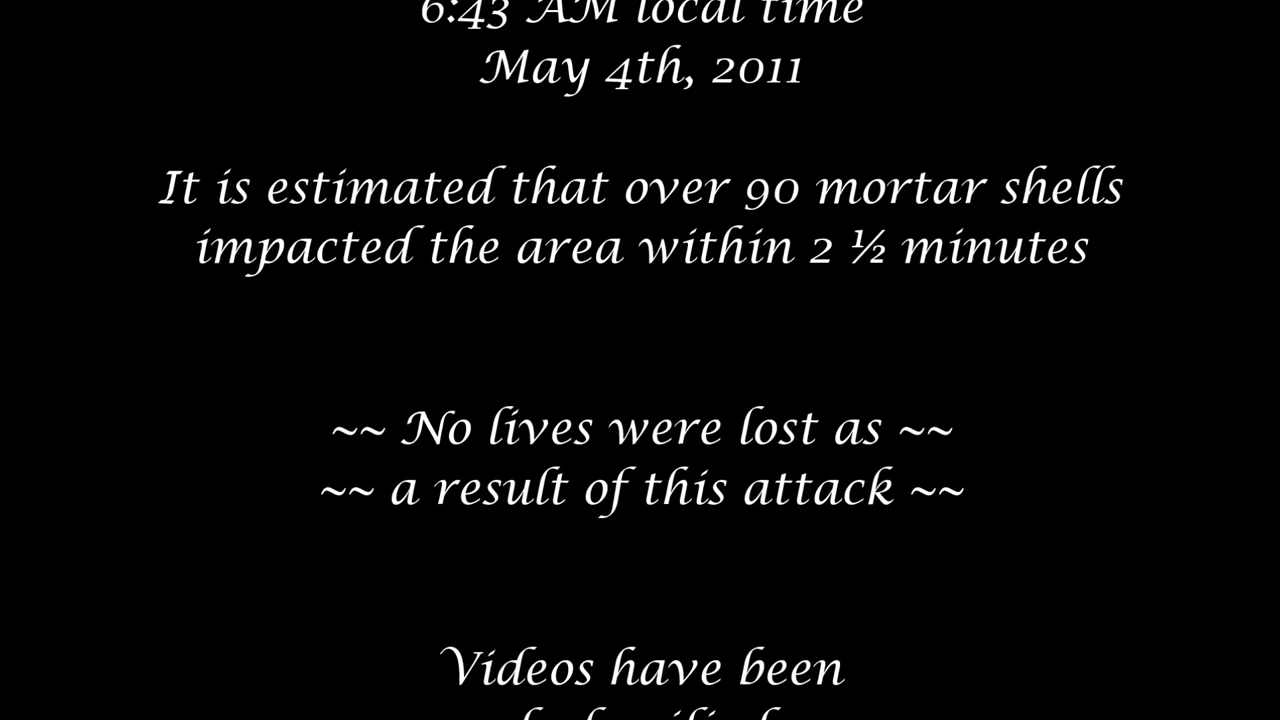 6:43 AM local time
May 4th, 2011
It is estimated that over 90 mortar shells
impacted the area within 2 ½ minutes
~~ No lives were lost as ~~
~~ a result of this attack ~~
Videos have been